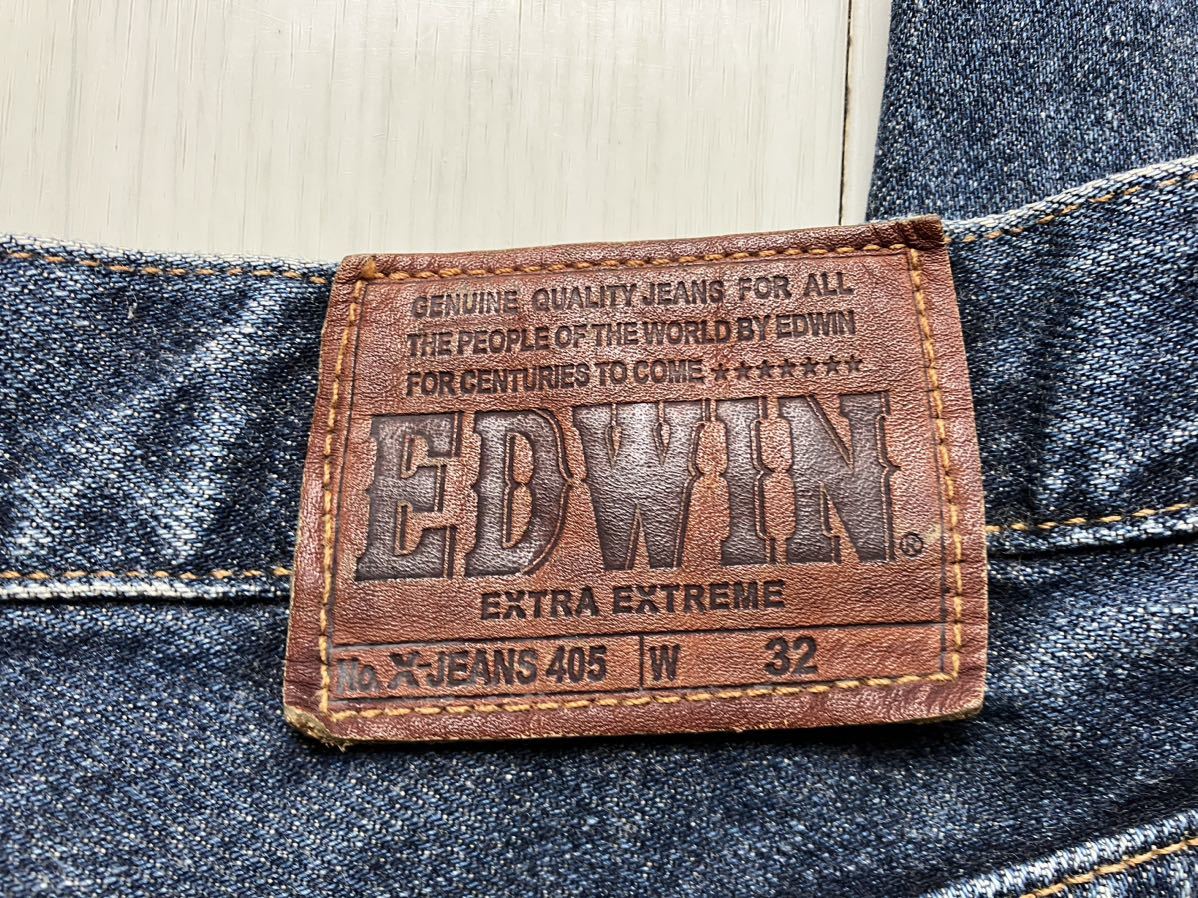 GENUINE QUALITY JEANS FOR ALL
THE PEOPLE OF THE WORLD BY EDWIN
FOR CENTURIES TO COME ★★★★★★★
EDWIN®
EXTRA EXTREME
No. X-JEANS 405 W 32